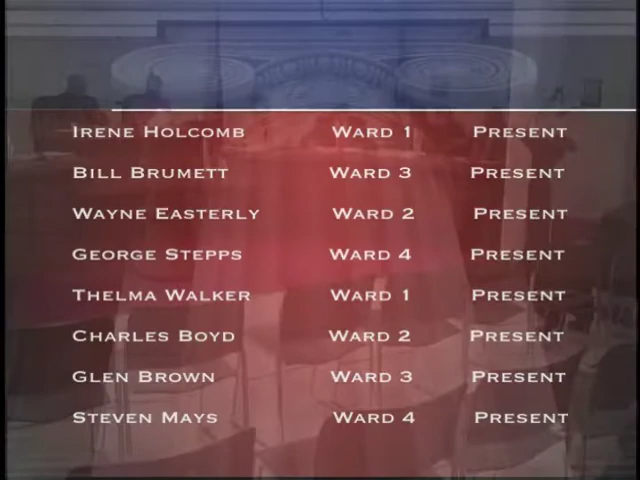 Irene Holcomb Ward 1 Present
Bill Brumett Ward 3 Present
Wayne Easterly Ward 2 Present
George Stepps Ward 4 Present
Thelma Walker Ward 1 Present
Charles Boyd Ward 2 Present
Glen Brown Ward 3 Present
Steven Mays Ward 4 Present